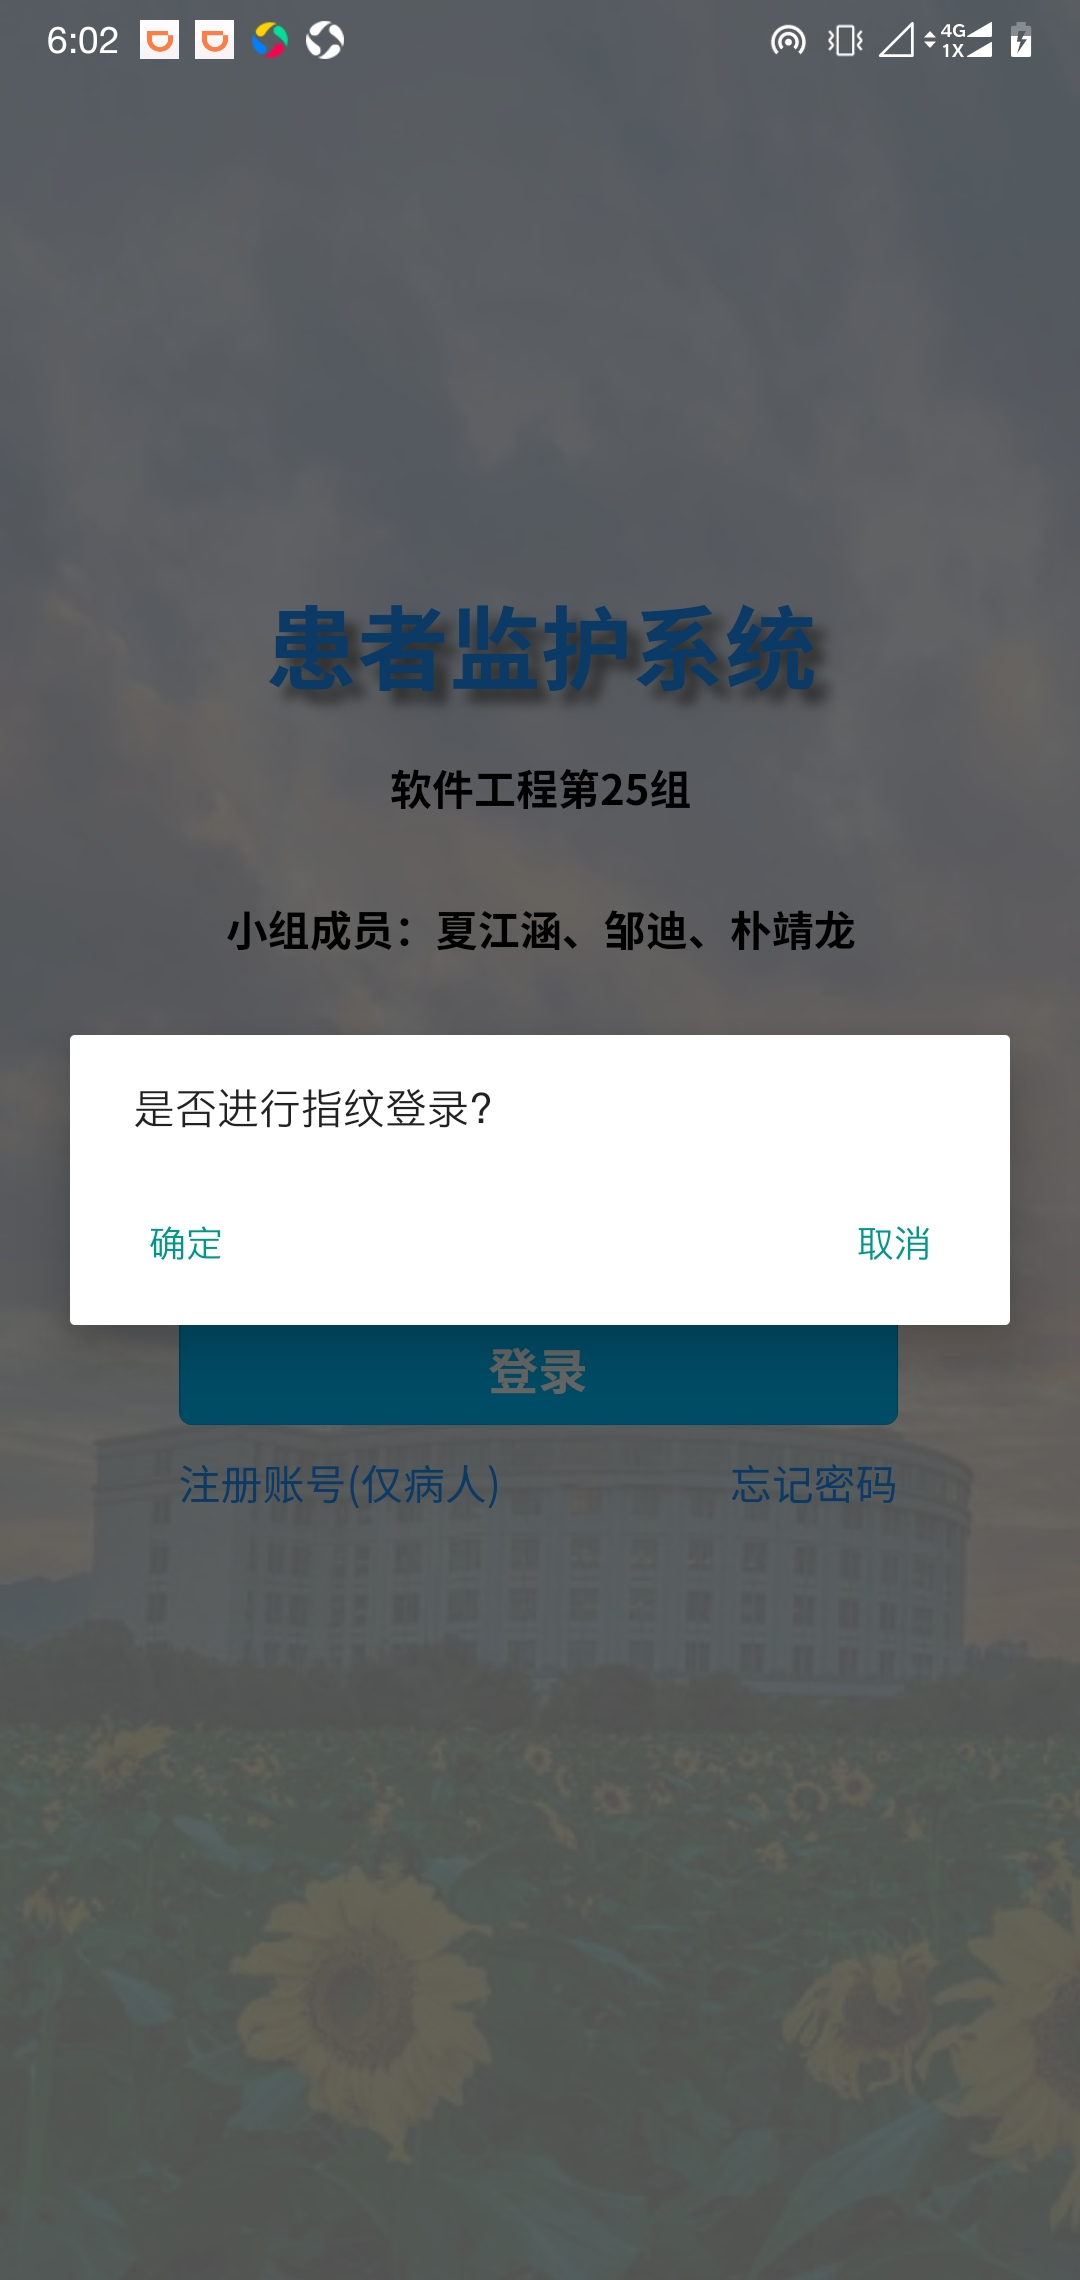 6:02
4G
1X
患者监护系统
软件工程第25组
小组成员：夏江涵、邹迪、朴靖龙
是否进行指纹登录?
确定 取消
登录
注册账号(仅病人) 忘记密码